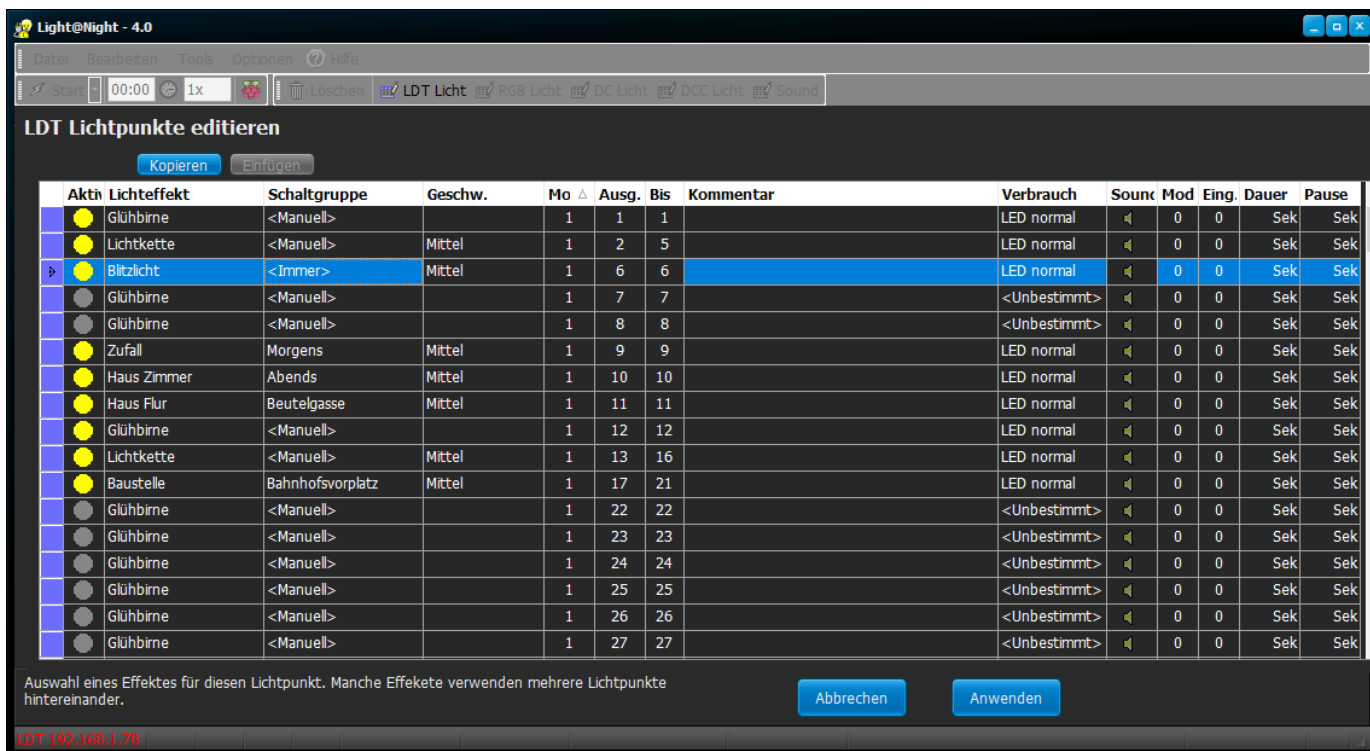 Light@Night - 4.0
Datei Bearbeiten Tools Optionen ? Hilfe
Start 00:00 1x Löschen LDT Licht RGB Licht DC Licht DCC Licht Sound
LDT Lichtpunkte editieren
Kopieren Einfügen
Aktiv Lichteffekt Schaltgruppe Geschw. Mo Ausg. Bis Kommentar Verbrauch Sound Mod Eing. Dauer Pause
Glühbirne <Manuell> 1 1 1 LED normal 0 0 Sek Sek
Lichtkette <Manuell> Mittel 1 2 5 LED normal 0 0 Sek Sek
Blitzlicht <Immer> Mittel 1 6 6 LED normal 0 0 Sek Sek
Glühbirne <Manuell> 1 7 7 <Unbestimmt> 0 0 Sek Sek
Glühbirne <Manuell> 1 8 8 <Unbestimmt> 0 0 Sek Sek
Zufall Morgens Mittel 1 9 9 LED normal 0 0 Sek Sek
Haus Zimmer Abends Mittel 1 10 10 LED normal 0 0 Sek Sek
Haus Flur Beutelgasse Mittel 1 11 11 LED normal 0 0 Sek Sek
Glühbirne <Manuell> 1 12 12 LED normal 0 0 Sek Sek
Lichtkette <Manuell> Mittel 1 13 16 LED normal 0 0 Sek Sek
Baustelle Bahnhofsvorplatz Mittel 1 17 21 LED normal 0 0 Sek Sek
Glühbirne <Manuell> 1 22 22 <Unbestimmt> 0 0 Sek Sek
Glühbirne <Manuell> 1 23 23 <Unbestimmt> 0 0 Sek Sek
Glühbirne <Manuell> 1 24 24 <Unbestimmt> 0 0 Sek Sek
Glühbirne <Manuell> 1 25 25 <Unbestimmt> 0 0 Sek Sek
Glühbirne <Manuell> 1 26 26 <Unbestimmt> 0 0 Sek Sek
Glühbirne <Manuell> 1 27 27 <Unbestimmt> 0 0 Sek Sek
Auswahl eines Effektes für diesen Lichtpunkt. Manche Effekete verwenden mehrere Lichtpunkte
hintereinander.
Abbrechen Anwenden
LDT 192.168.1.78